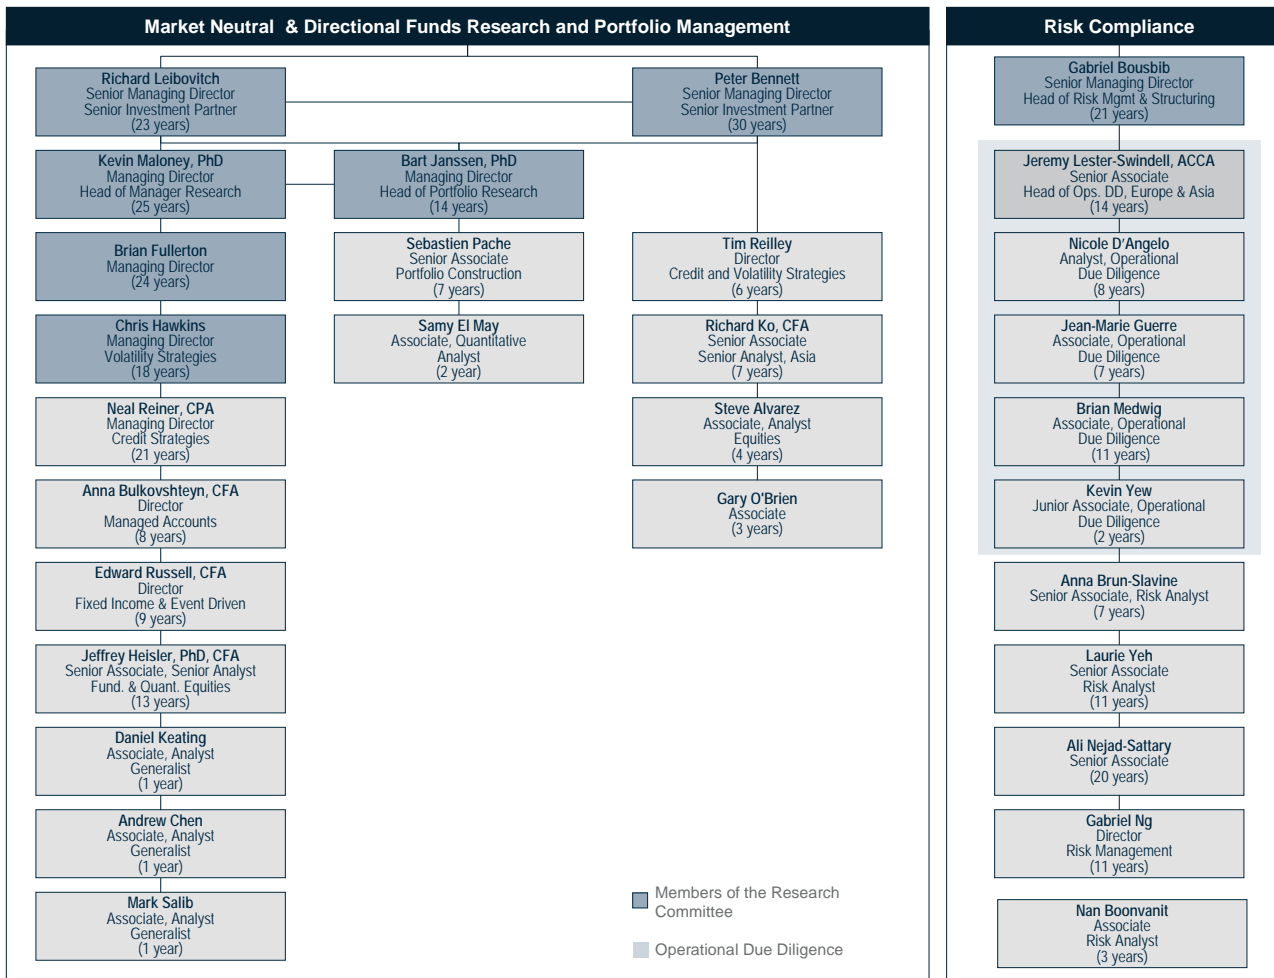 Market Neutral & Directional Funds Research and Portfolio Management
Richard Leibovitch
Senior Managing Director
Senior Investment Partner
(23 years)
Peter Bennett
Senior Managing Director
Senior Investment Partner
(30 years)
Kevin Maloney, PhD
Managing Director
Head of Manager Research
(25 years)
Bart Janssen, PhD
Managing Director
Head of Portfolio Research
(14 years)
Brian Fullerton
Managing Director
(24 years)
Sebastien Pache
Senior Associate
Portfolio Construction
(7 years)
Tim Reilley
Director
Credit and Volatility Strategies
(6 years)
Chris Hawkins
Managing Director
Volatility Strategies
(18 years)
Samy El May
Associate, Quantitative
Analyst
(2 year)
Richard Ko, CFA
Senior Associate
Senior Analyst, Asia
(7 years)
Neal Reiner, CPA
Managing Director
Credit Strategies
(21 years)
Steve Alvarez
Associate, Analyst
Equities
(4 years)
Anna Bulkovshteyn, CFA
Director
Managed Accounts
(8 years)
Gary O'Brien
Associate
(3 years)
Edward Russell, CFA
Director
Fixed Income & Event Driven
(9 years)
Jeffrey Heisler, PhD, CFA
Senior Associate, Senior Analyst
Fund. & Quant. Equities
(13 years)
Daniel Keating
Associate, Analyst
Generalist
(1 year)
Andrew Chen
Associate, Analyst
Generalist
(1 year)
Mark Salib
Associate, Analyst
Generalist
(1 year)
Members of the Research
Committee
Operational Due Diligence
Risk Compliance
Gabriel Bousbib
Senior Managing Director
Head of Risk Mgmt & Structuring
(21 years)
Jeremy Lester-Swindell, ACCA
Senior Associate
Head of Ops. DD, Europe & Asia
(14 years)
Nicole D’Angelo
Analyst, Operational
Due Diligence
(8 years)
Jean-Marie Guerre
Associate, Operational
Due Diligence
(7 years)
Brian Medwig
Associate, Operational
Due Diligence
(11 years)
Kevin Yew
Junior Associate, Operational
Due Diligence
(2 years)
Anna Brun-Slavine
Senior Associate, Risk Analyst
(7 years)
Laurie Yeh
Senior Associate
Risk Analyst
(11 years)
Ali Nejad-Sattary
Senior Associate
(20 years)
Gabriel Ng
Director
Risk Management
(11 years)
Nan Boonvanit
Associate
Risk Analyst
(3 years)